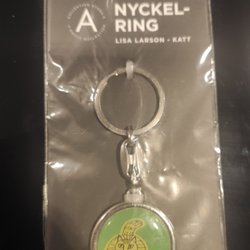 A
NYCKEL-
RING
LISA LARSON - KATT